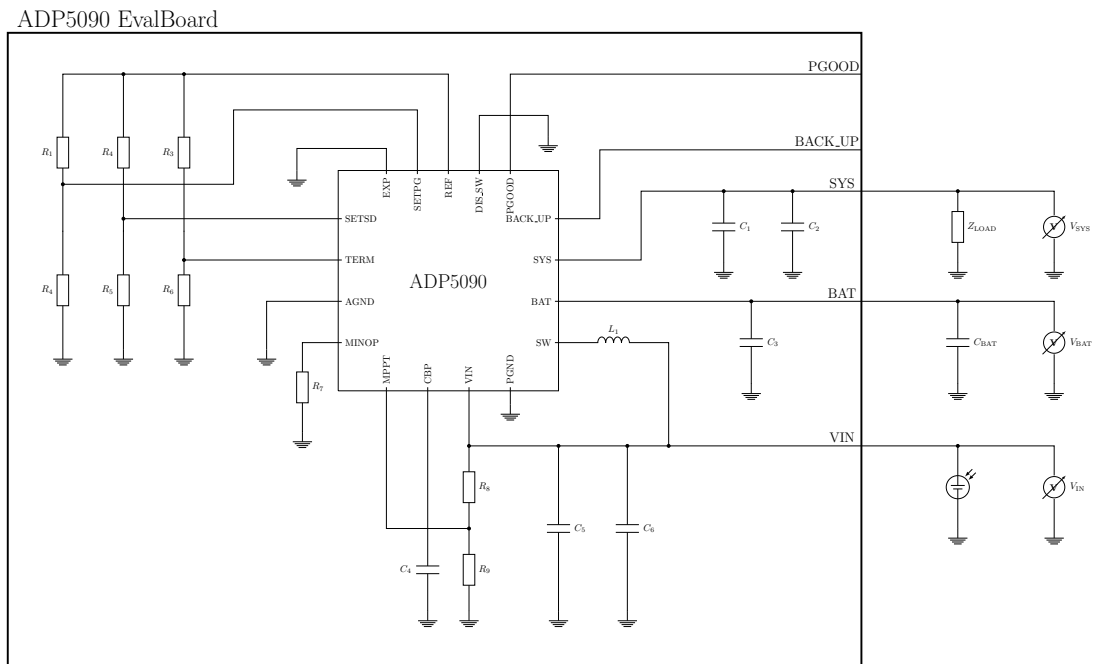 ADP5090 EvalBoard
PGOOD
BACK_UP
SYS
R1
R4
R3
EXP
SETPG
REF
DIS_SW
PGOOD
SETSD
BACK_UP
C1
C2
ZLOAD
V
VSYS
TERM
SYS
ADP5090
R4
R5
R6
AGND
BAT
BAT
L1
MINOP
SW
C3
CBAT
V
VBAT
MPPT
CBP
VIN
PGND
R7
VIN
R8
V
VIN
C5
C6
C4
R9